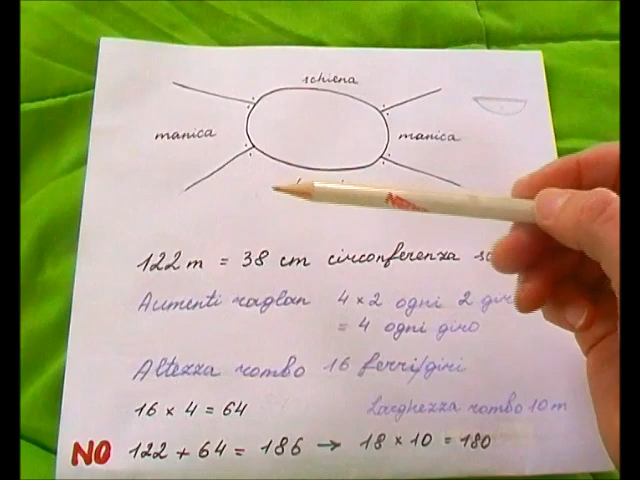 schiena
manica manica
122 m = 38 cm circonferenza
Aumenti raglan 4 x 2 ogni 2
= 4 ogni giro
Altezza rombo 16 ferri/giri
16 x 4 = 64 Larghezza rombo 10 m
NO 122 + 64 = 186 → 18 x 10 = 180